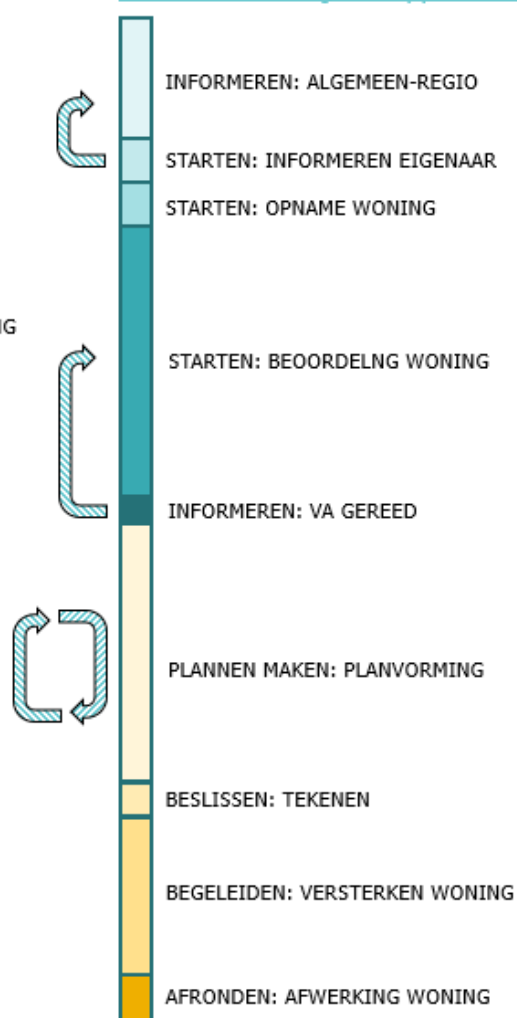 INFORMEREN: ALGEMEEN-REGIO
STARTEN: INFORMEREN EIGENAAR
STARTEN: OPNAME WONING
IG
STARTEN: BEOORDELNG WONING
INFORMEREN: VA GEREED
PLANNEN MAKEN: PLANVORMING
BESLISSEN: TEKENEN
BEGELEIDEN: VERSTERKEN WONING
AFRONDEN: AFWERKING WONING